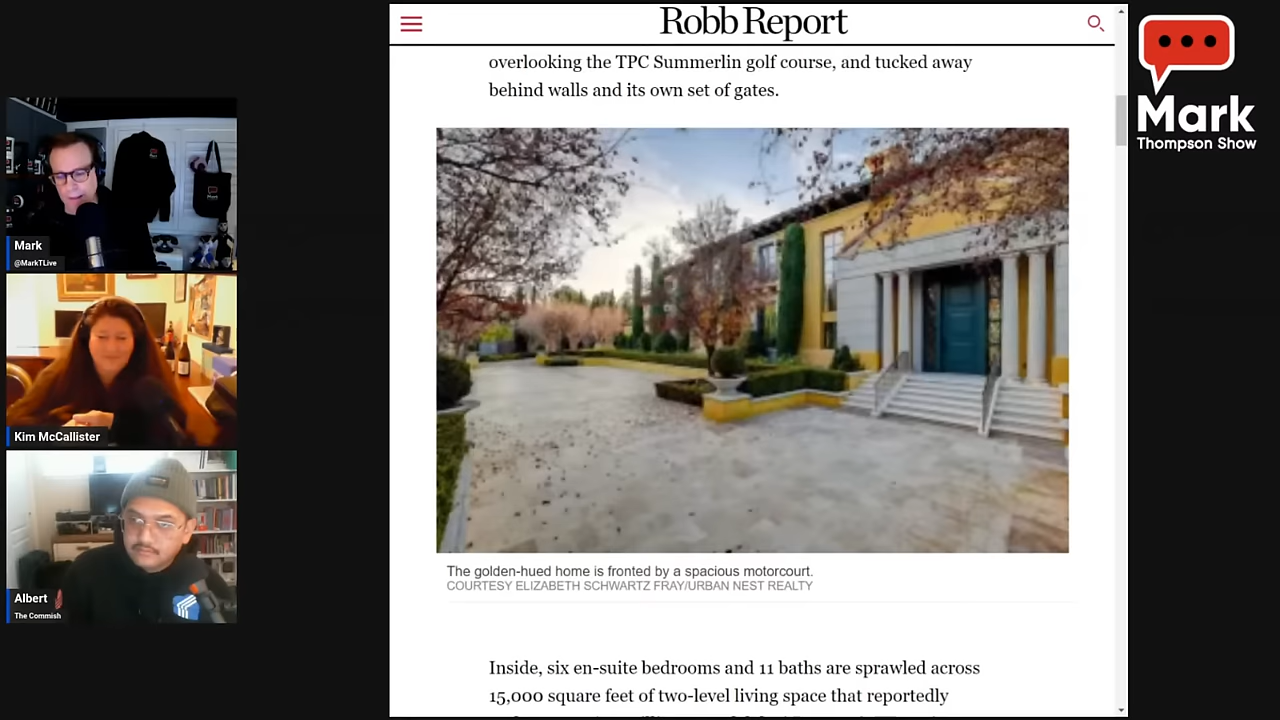 Robb Report
overlooking the TPC Summerlin golf course, and tucked away
behind walls and its own set of gates.
The golden-hued home is fronted by a spacious motorcourt.
COURTESY ELIZABETH SCHWARTZ FRAY/URBAN NEST REALTY
Inside, six en-suite bedrooms and 11 baths are sprawled across
15,000 square feet of two-level living space that reportedly
Mark
@MarkTLive
Kim McCallister
Albert
The Commish
Mark
Thompson Show